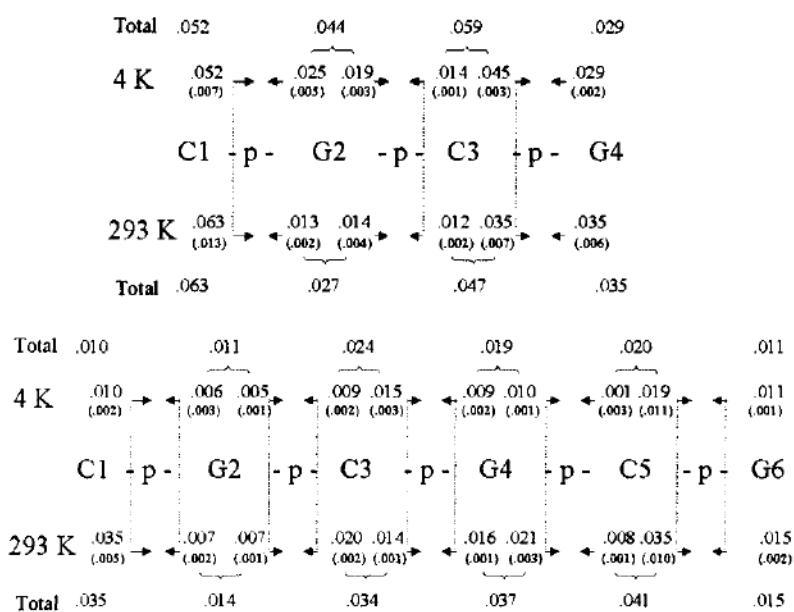 Total .052 .044 .059 .029
4 K .052 .025 .019 .014 .045 .029
(.007) (.005) (.003) (.001) (.003) (.002)
C1 - p - G2 - p - C3 - p - G4
293 K .063 .013 .014 .012 .035 .035
(.013) (.002) (.004) (.002) (.007) (.006)
Total .063 .027 .047 .035
Total .010 .011 .024 .019 .020 .011
4 K .010 .006 .005 .009 .015 .009 .010 .001 .019 .011
(.002) (.003) (.001) (.002) (.003) (.002) (.001) (.003) (.011) (.001)
C1 - p - G2 - p - C3 - p - G4 - p - C5 - p - G6
293 K .035 .007 .007 .020 .014 .016 .021 .008 .035 .015
(.005) (.002) (.001) (.002) (.001) (.001) (.003) (.001) (.010) (.002)
Total .035 .014 .034 .037 .041 .015